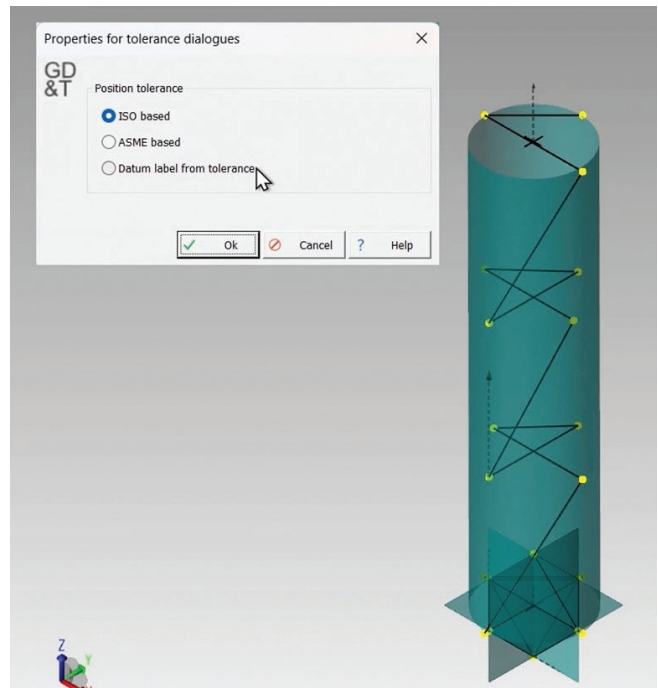 Properties for tolerance dialogues
GD
&T
Position tolerance
ISO based
ASME based
Datum label from tolerance
Ok
Cancel
? Help
Z
Y